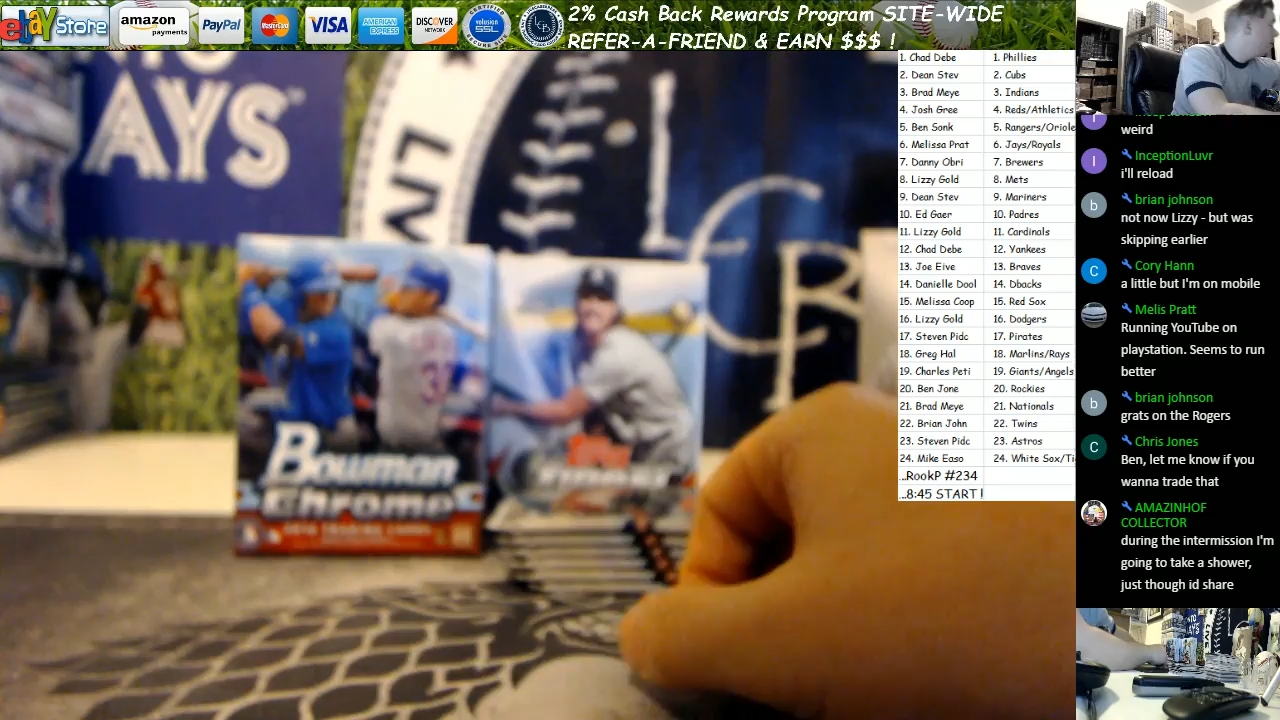 ebay Store
amazon payments
PayPal
MasterCard
VISA
AMERICAN EXPRESS
DISCOVER NETWORK
volusion SSL
2% Cash Back Rewards Program SITE-WIDE
REFER-A-FRIEND & EARN $$$ !
AYS
1. Chad Debe 1. Phillies
2. Dean Stev 2. Cubs
3. Brad Meye 3. Indians
4. Josh Gree 4. Reds/Athletics
5. Ben Sonk 5. Rangers/Oriole
6. Melissa Prat 6. Jays/Royals
7. Danny Obri 7. Brewers
8. Lizzy Gold 8. Mets
9. Dean Stev 9. Mariners
10. Ed Gaer 10. Padres
11. Lizzy Gold 11. Cardinals
12. Chad Debe 12. Yankees
13. Joe Eive 13. Braves
14. Danielle Dool 14. Dbacks
15. Melissa Coop 15. Red Sox
16. Lizzy Gold 16. Dodgers
17. Steven Pidc 17. Pirates
18. Greg Hal 18. Marlins/Rays
19. Charles Peti 19. Giants/Angels
20. Ben Jone 20. Rockies
21. Brad Meye 21. Nationals
22. Brian John 22. Twins
23. Steven Pidc 23. Astros
24. Mike Easo 24. White Sox/Ti
...RookP #234
...8:45 START !
Bowman
Chrome
weird
InceptionLuvr
i'll reload
brian johnson
not now Lizzy - but was
skipping earlier
Cory Hann
a little but I'm on mobile
Melis Pratt
Running YouTube on
playstation. Seems to run
better
brian johnson
grats on the Rogers
Chris Jones
Ben, let me know if you
wanna trade that
AMAZINHOF
COLLECTOR
during the intermission I'm
going to take a shower,
just though id share